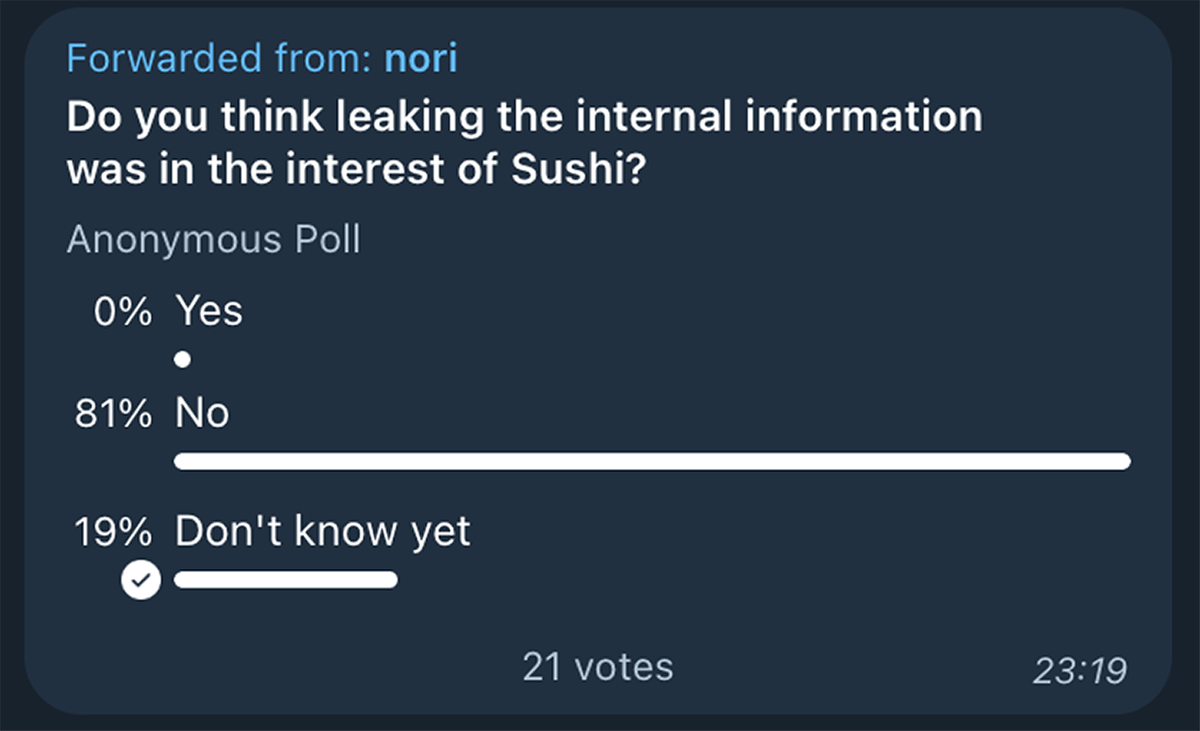 Forwarded from: nori
Do you think leaking the internal information
was in the interest of Sushi?
Anonymous Poll
0% Yes
81% No
19% Don't know yet
21 votes 23:19